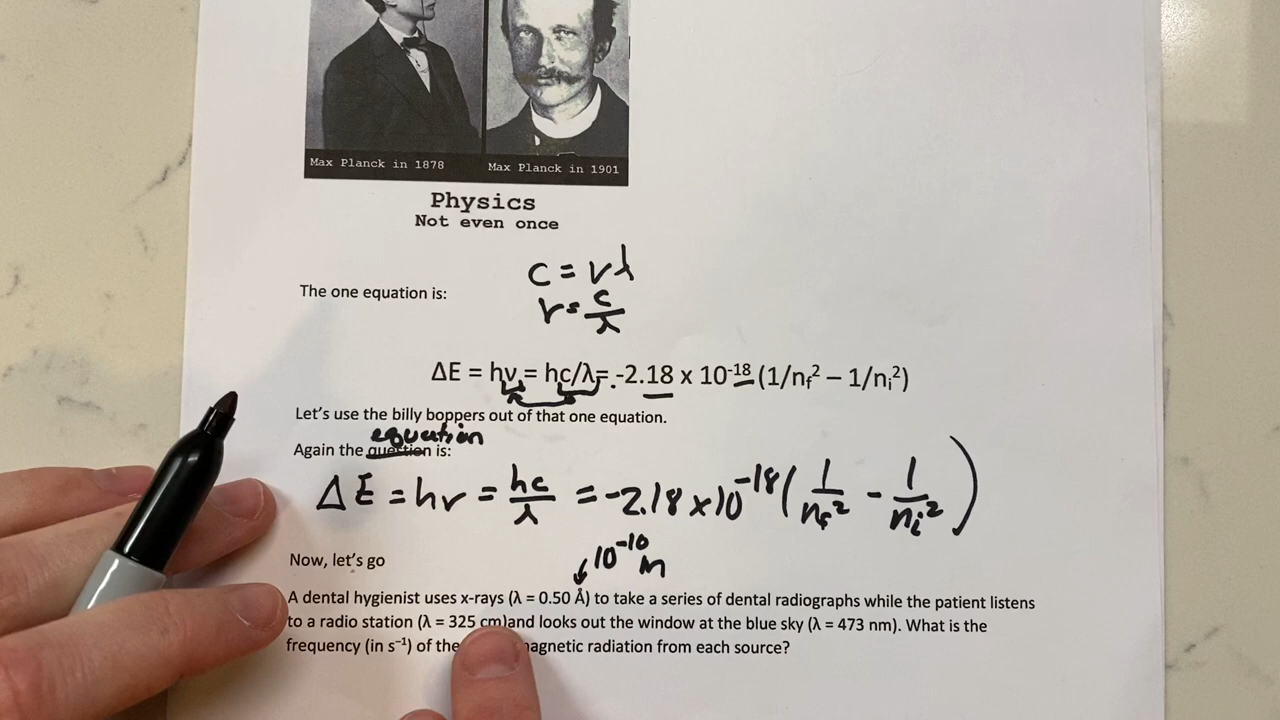 Max Planck in 1878
Max Planck in 1901
Physics
Not even once
c = νλ
The one equation is:
ν = c/λ
ΔE = hν = hc/λ = -2.18 x 10⁻¹⁸ (1/n_f² – 1/n_i²)
Let's use the billy boppers out of that one equation.
equation
Again the question is:
ΔE = hν = hc/λ = -2.18 x 10⁻¹⁸ (1/n_f² - 1/n_i²)
Now, let's go
10⁻¹⁰ m
A dental hygienist uses x-rays (λ = 0.50 Å) to take a series of dental radiographs while the patient listens
to a radio station (λ = 325 cm)and looks out the window at the blue sky (λ = 473 nm). What is the
frequency (in s⁻¹) of the agnetic radiation from each source?